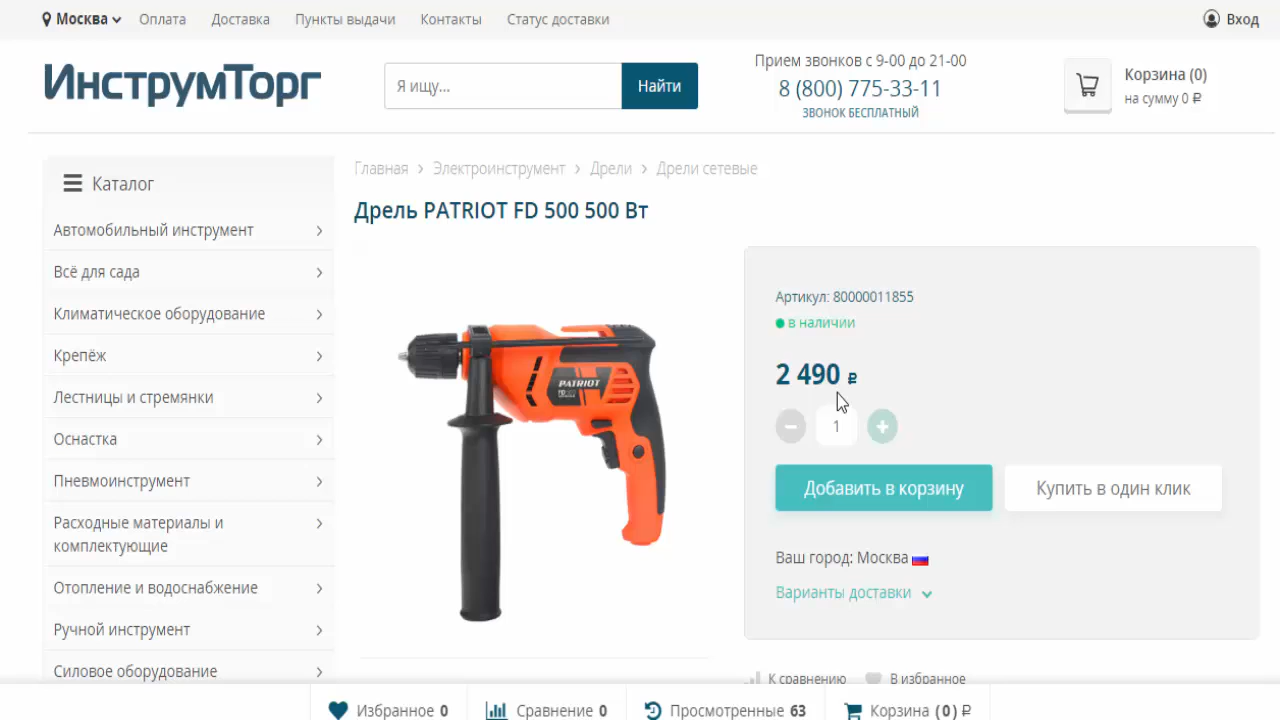 Москва
Оплата
Доставка
Пункты выдачи
Контакты
Статус доставки
Вход
ИнструмТорг
Я ищу...
Найти
Прием звонков с 9-00 до 21-00
8 (800) 775-33-11
ЗВОНОК БЕСПЛАТНЫЙ
Корзина (0)
на сумму 0 ₽
Каталог
Автомобильный инструмент
Всё для сада
Климатическое оборудование
Крепёж
Лестницы и стремянки
Оснастка
Пневмоинструмент
Расходные материалы и
комплектующие
Отопление и водоснабжение
Ручной инструмент
Силовое оборудование
Главная > Электроинструмент > Дрели > Дрели сетевые
Дрель PATRIOT FD 500 500 Вт
PATRIOT
Артикул: 80000011855
в наличии
2 490 ₽
1
Добавить в корзину
Купить в один клик
Ваш город: Москва
Варианты доставки
К сравнению
В избранное
Избранное 0
Сравнение 0
Просмотренные 63
Корзина (0) ₽